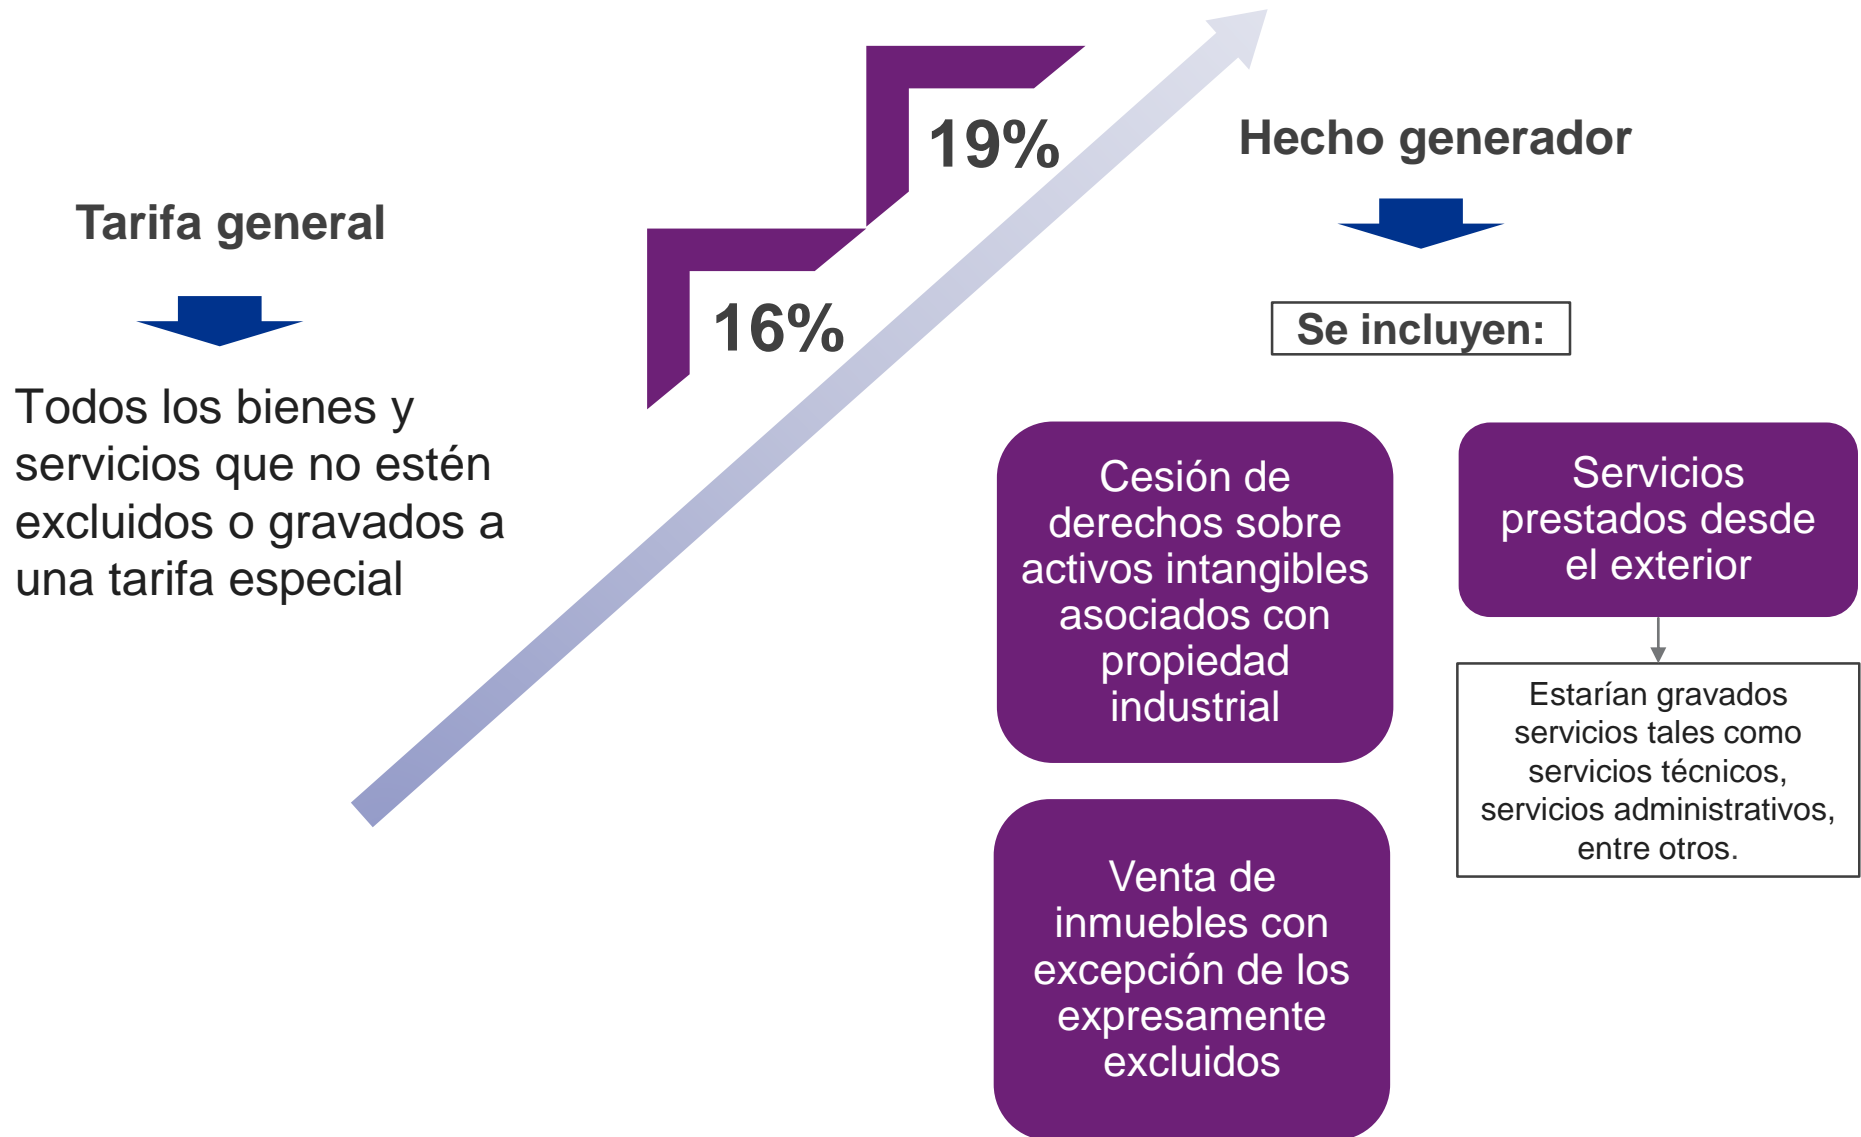 Tarifa general
Todos los bienes y
servicios que no estén
excluidos o gravados a
una tarifa especial
16%
19%
Hecho generador
Se incluyen:
Cesión de
derechos sobre
activos intangibles
asociados con
propiedad
industrial
Servicios
prestados desde
el exterior
Estarían gravados
servicios tales como
servicios técnicos,
servicios administrativos,
entre otros.
Venta de
inmuebles con
excepción de los
expresamente
excluidos